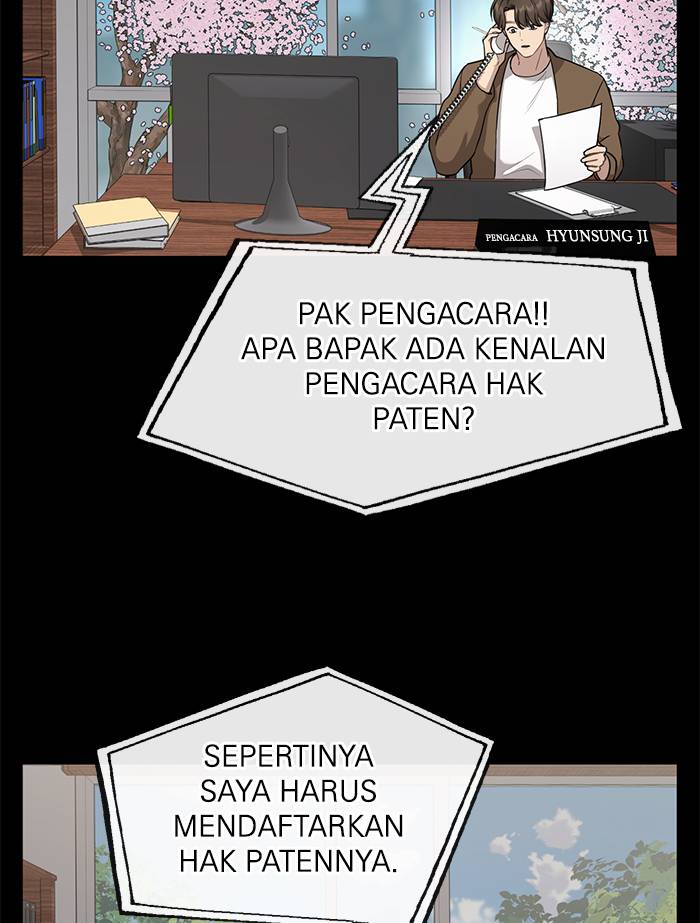 PENGACARA HYUNSUNG JI
PAK PENGACARA!!
APA BAPAK ADA KENALAN
PENGACARA HAK
PATEN?
SEPERTINYA
SAYA HARUS
MENDAFTARKAN
HAK PATENNYA.